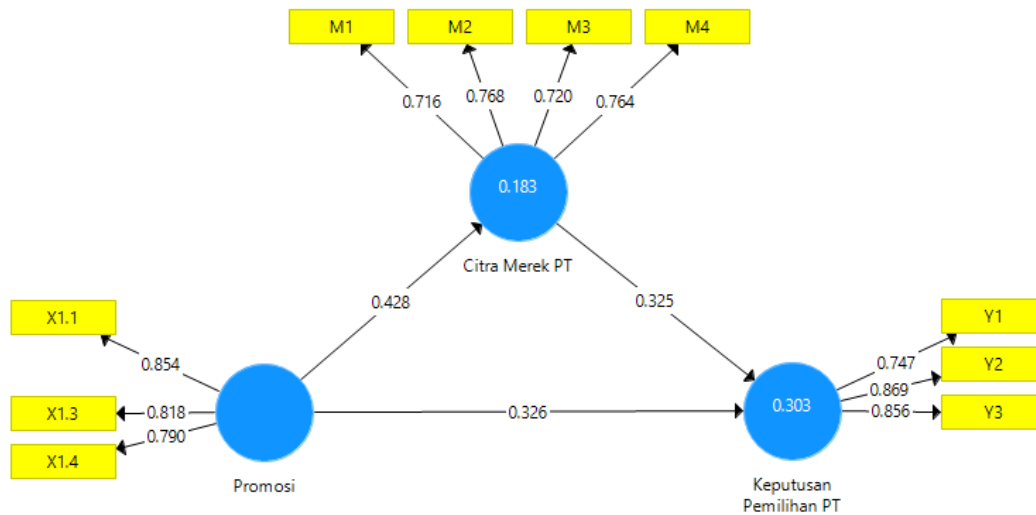 M1 M2 M3 M4
0.716 0.768 0.720 0.764
0.183
Citra Merek PT
0.428 0.325
X1.1
0.854
X1.3
0.818
X1.4
0.790
Promosi
0.326
0.303
Keputusan
Pemilihan PT
Y1
0.747
Y2
0.869
Y3
0.856